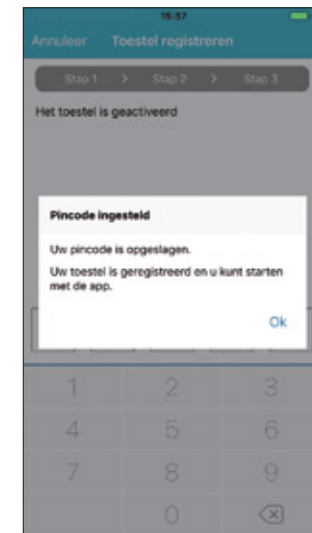 15:57
Annuleer Toestel registreren
Stap 1 > Stap 2 > Stap 3
Het toestel is geactiveerd
Pincode ingesteld
Uw pincode is opgeslagen.
Uw toestel is geregistreerd en u kunt starten
met de app.
Ok
1 2 3
4 5 6
7 8 9
0